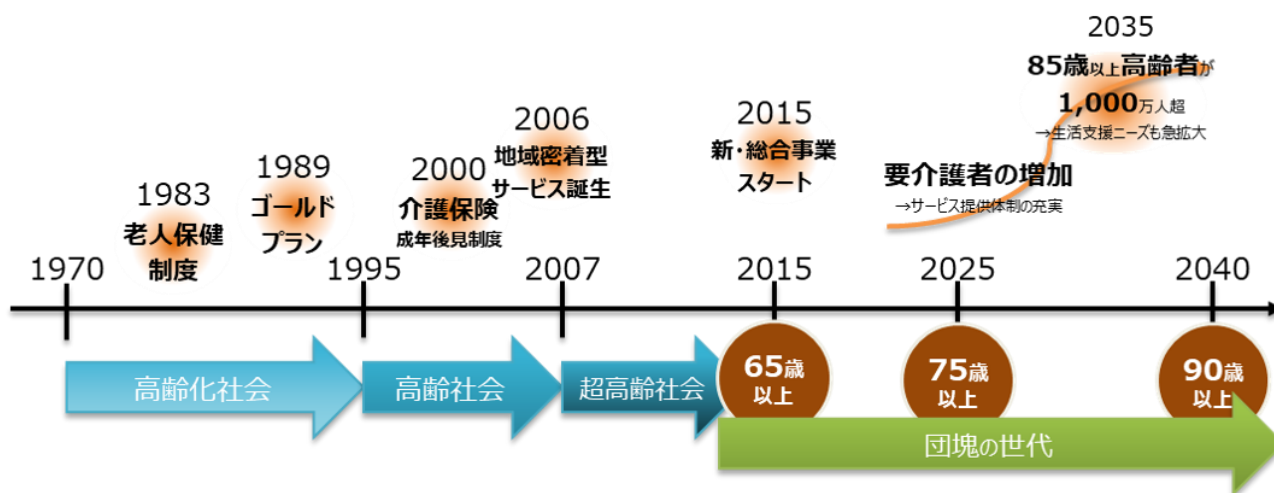 1983
老人保健
制度
1989
ゴールド
プラン
2000
介護保険
成年後見制度
2006
地域密着型
サービス誕生
2015
新・総合事業
スタート
要介護者の増加
→サービス提供体制の充実
2035
85歳以上高齢者が
1,000万人超
→生活支援ニーズも急拡大
1970
1995
2007
2015
2025
2040
高齢化社会
高齢社会
超高齢社会
65歳
以上
75歳
以上
90歳
以上
団塊の世代